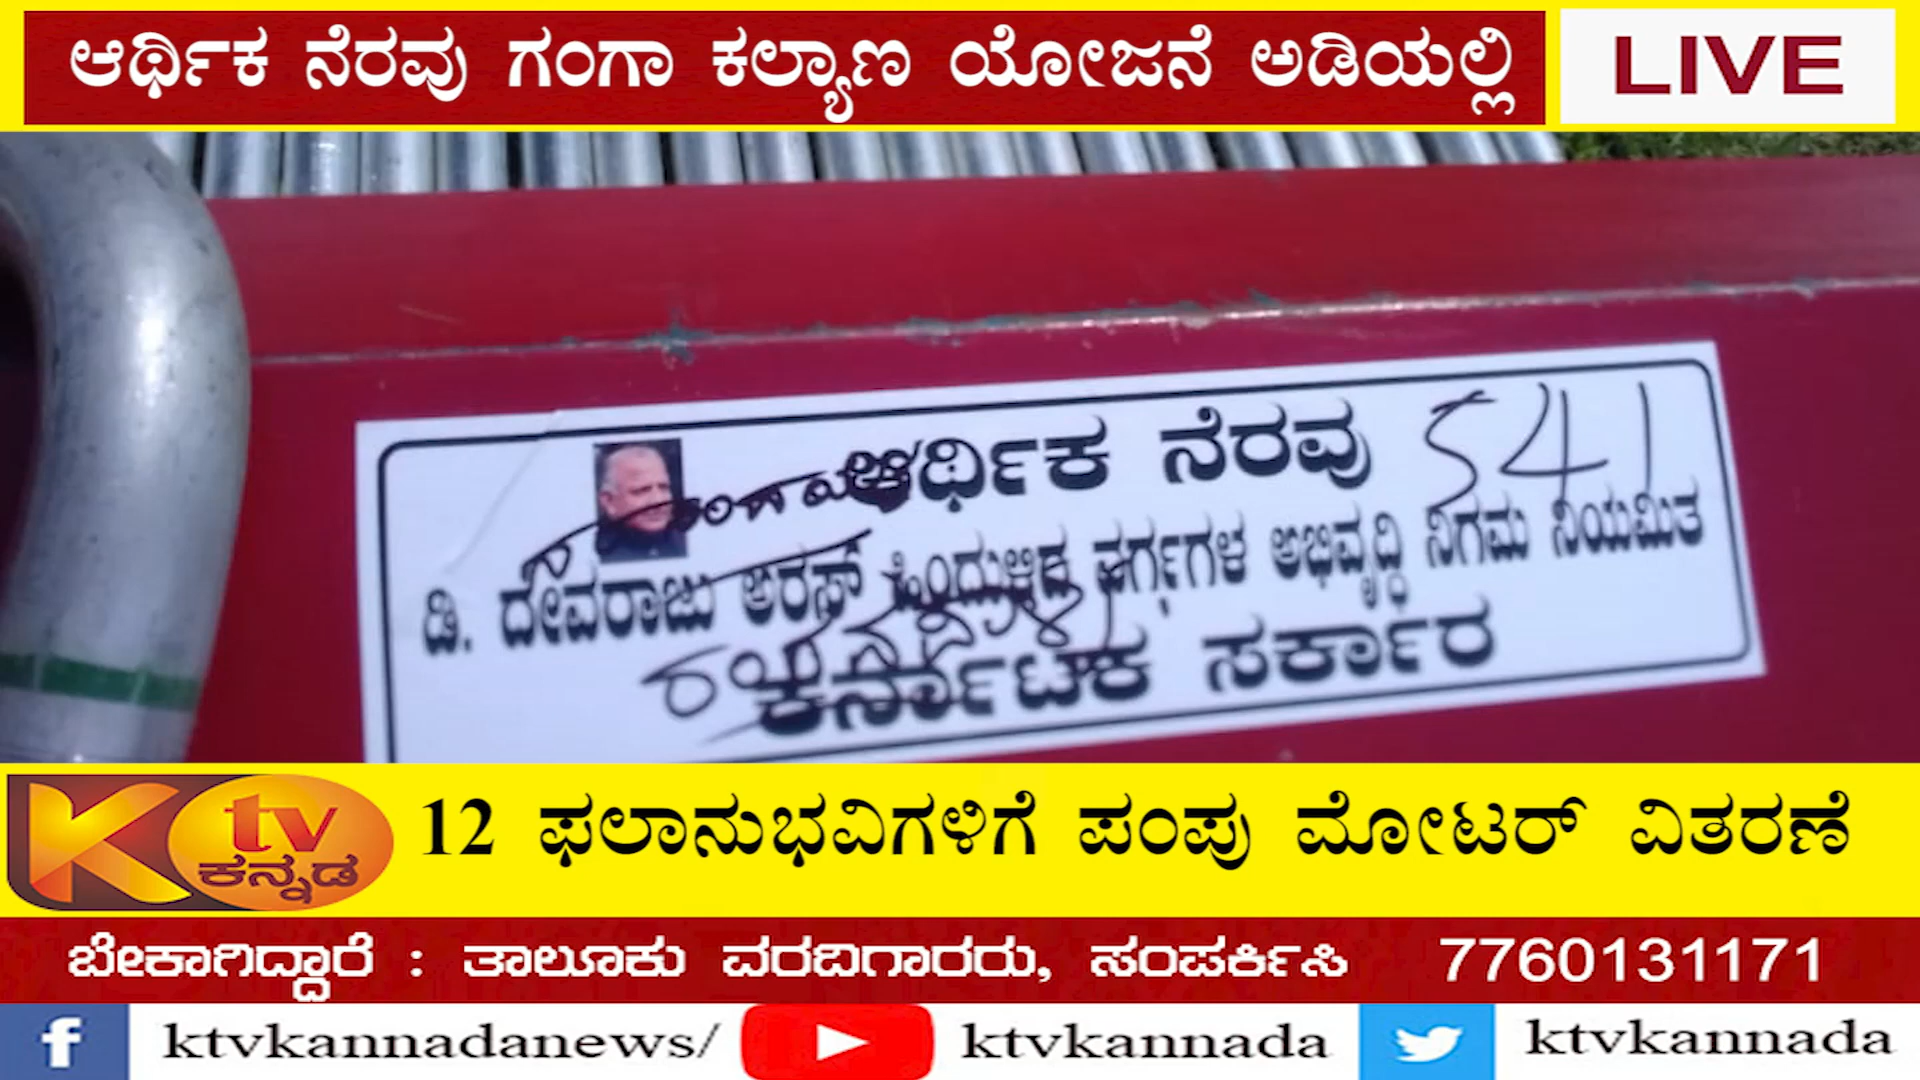 ಆರ್ಥಿಕ ನೆರವು ಗಂಗಾ ಕಲ್ಯಾಣ ಯೋಜನೆ ಅಡಿಯಲ್ಲಿ
LIVE
ಆರ್ಥಿಕ ನೆರವು 541
ಡಿ. ದೇವರಾಜು ಅರಸ್ ಹಿಂದುಳಿದ ವರ್ಗಗಳ ಅಭಿವೃದ್ಧಿ ನಿಗಮ ನಿಯಮಿತ
ಕರ್ನಾಟಕ ಸರ್ಕಾರ
K tv ಕನ್ನಡ
12 ಫಲಾನುಭವಿಗಳಿಗೆ ಪಂಪು ಮೋಟರ್ ವಿತರಣೆ
ಬೇಕಾಗಿದ್ದಾರೆ : ತಾಲೂಕು ವರದಿಗಾರರು, ಸಂಪರ್ಕಿಸಿ 7760131171
f ktvkannadanews/ ktvkannada ktvkannada